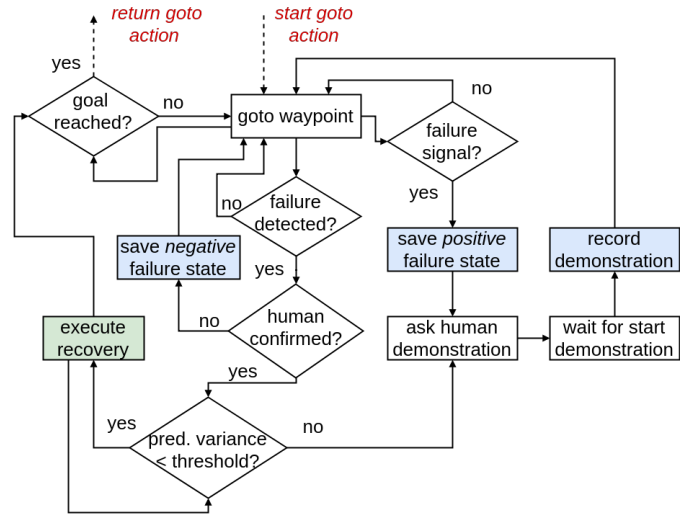 return goto
action
start goto
action
yes
goal
reached?
no
goto waypoint
no
failure
signal?
yes
no
failure
detected?
save negative
failure state
yes
save positive
failure state
record
demonstration
no
human
confirmed?
execute
recovery
ask human
demonstration
wait for start
demonstration
yes
yes
pred. variance
< threshold?
no